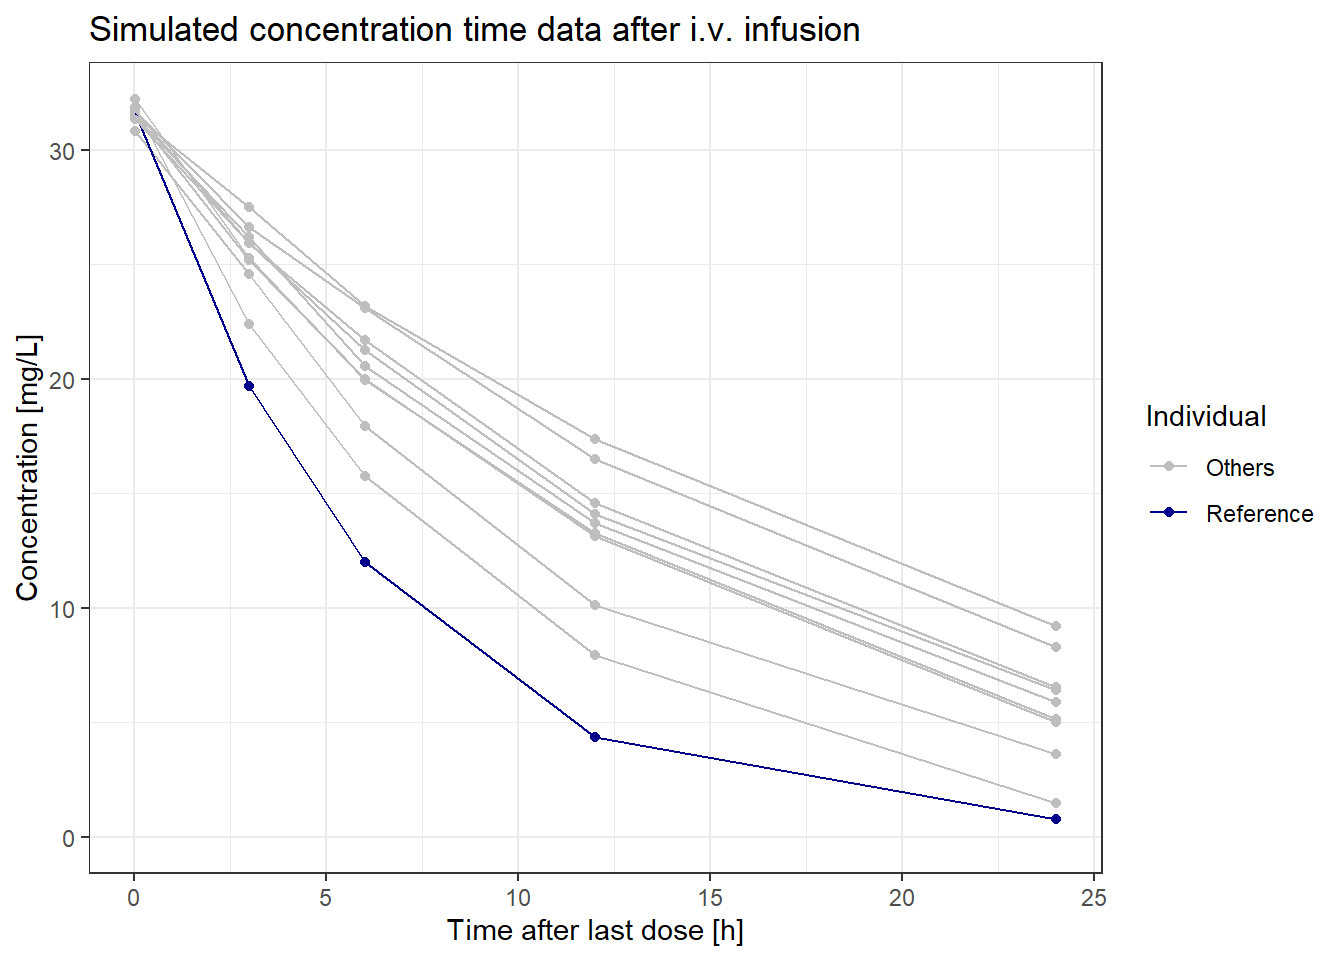 Simulated concentration time data after i.v. infusion
Concentration [mg/L]
30
20
10
0
0 5 10 15 20 25
Time after last dose [h]
Individual
Others
Reference